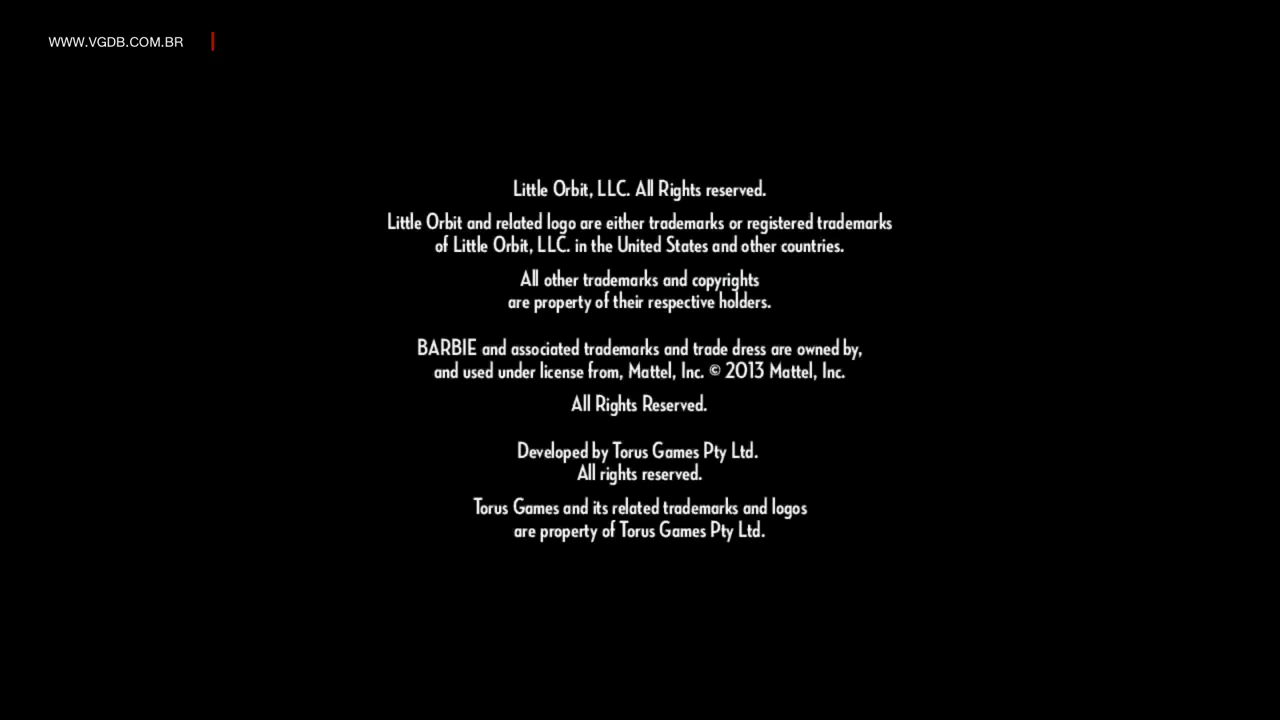 WWW.VGDB.COM.BR
Little Orbit, LLC. All Rights reserved.
Little Orbit and related logo are either trademarks or registered trademarks
of Little Orbit, LLC. in the United States and other countries.
All other trademarks and copyrights
are property of their respective holders.
BARBIE and associated trademarks and trade dress are owned by,
and used under license from, Mattel, Inc. © 2013 Mattel, Inc.
All Rights Reserved.
Developed by Torus Games Pty Ltd.
All rights reserved.
Torus Games and its related trademarks and logos
are property of Torus Games Pty Ltd.